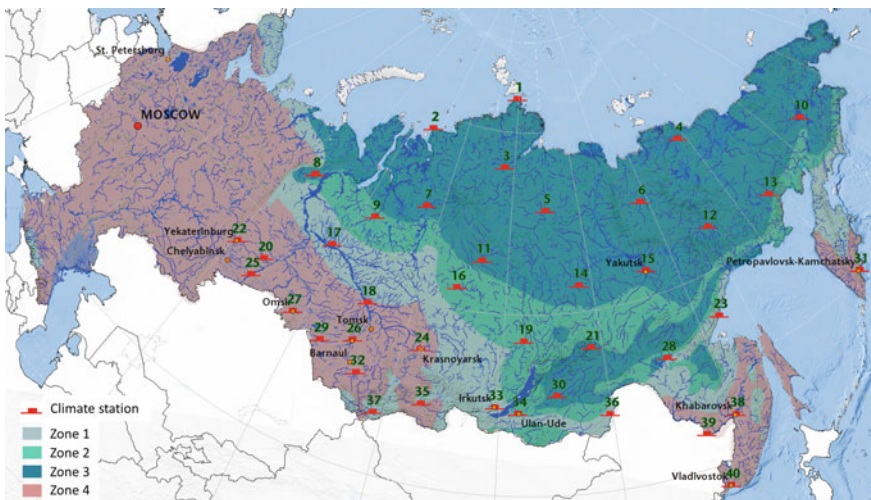 1
St. Petersburg
2
10
MOSCOW
4
3
8
13
7
5
6
9
12
22
Yekaterinburg
17
Chelyabinsk
20
11
15
Yakutsk
Petropavlovsk-Kamchatsky
31
25
16
14
18
Omsk
27
23
Tomsk
29
26
24
19
21
28
Barnaul
Krasnoyarsk
32
37
35
Irkutsk
33
34
30
36
Khabarovsk
38
Ulan-Ude
39
Vladivostok
40
Climate station
Zone 1
Zone 2
Zone 3
Zone 4